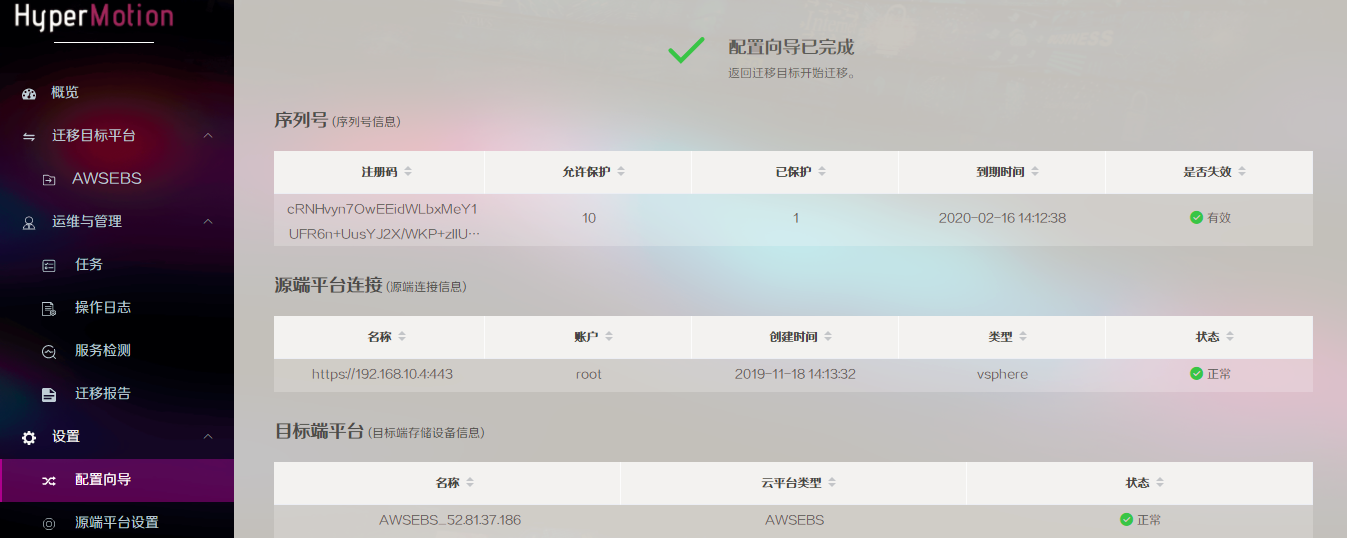 HyperMotion
概览
迁移目标平台
AWSEBS
运维与管理
任务
操作日志
服务检测
迁移报告
设置
配置向导
源端平台设置
配置向导已完成
返回迁移目标开始迁移。
序列号 (序列号信息)
注册码 允许保护 已保护 到期时间 是否失效
cRNHvyn7OwEEidWLbxMeY1
UFR6n+UusYJ2X/WKP+zlIU… 10 1 2020-02-16 14:12:38 有效
源端平台连接 (源端连接信息)
名称 账户 创建时间 类型 状态
https://192.168.10.4:443 root 2019-11-18 14:13:32 vsphere 正常
目标端平台 (目标端存储设备信息)
名称 云平台类型 状态
AWSEBS_52.81.37.186 AWSEBS 正常